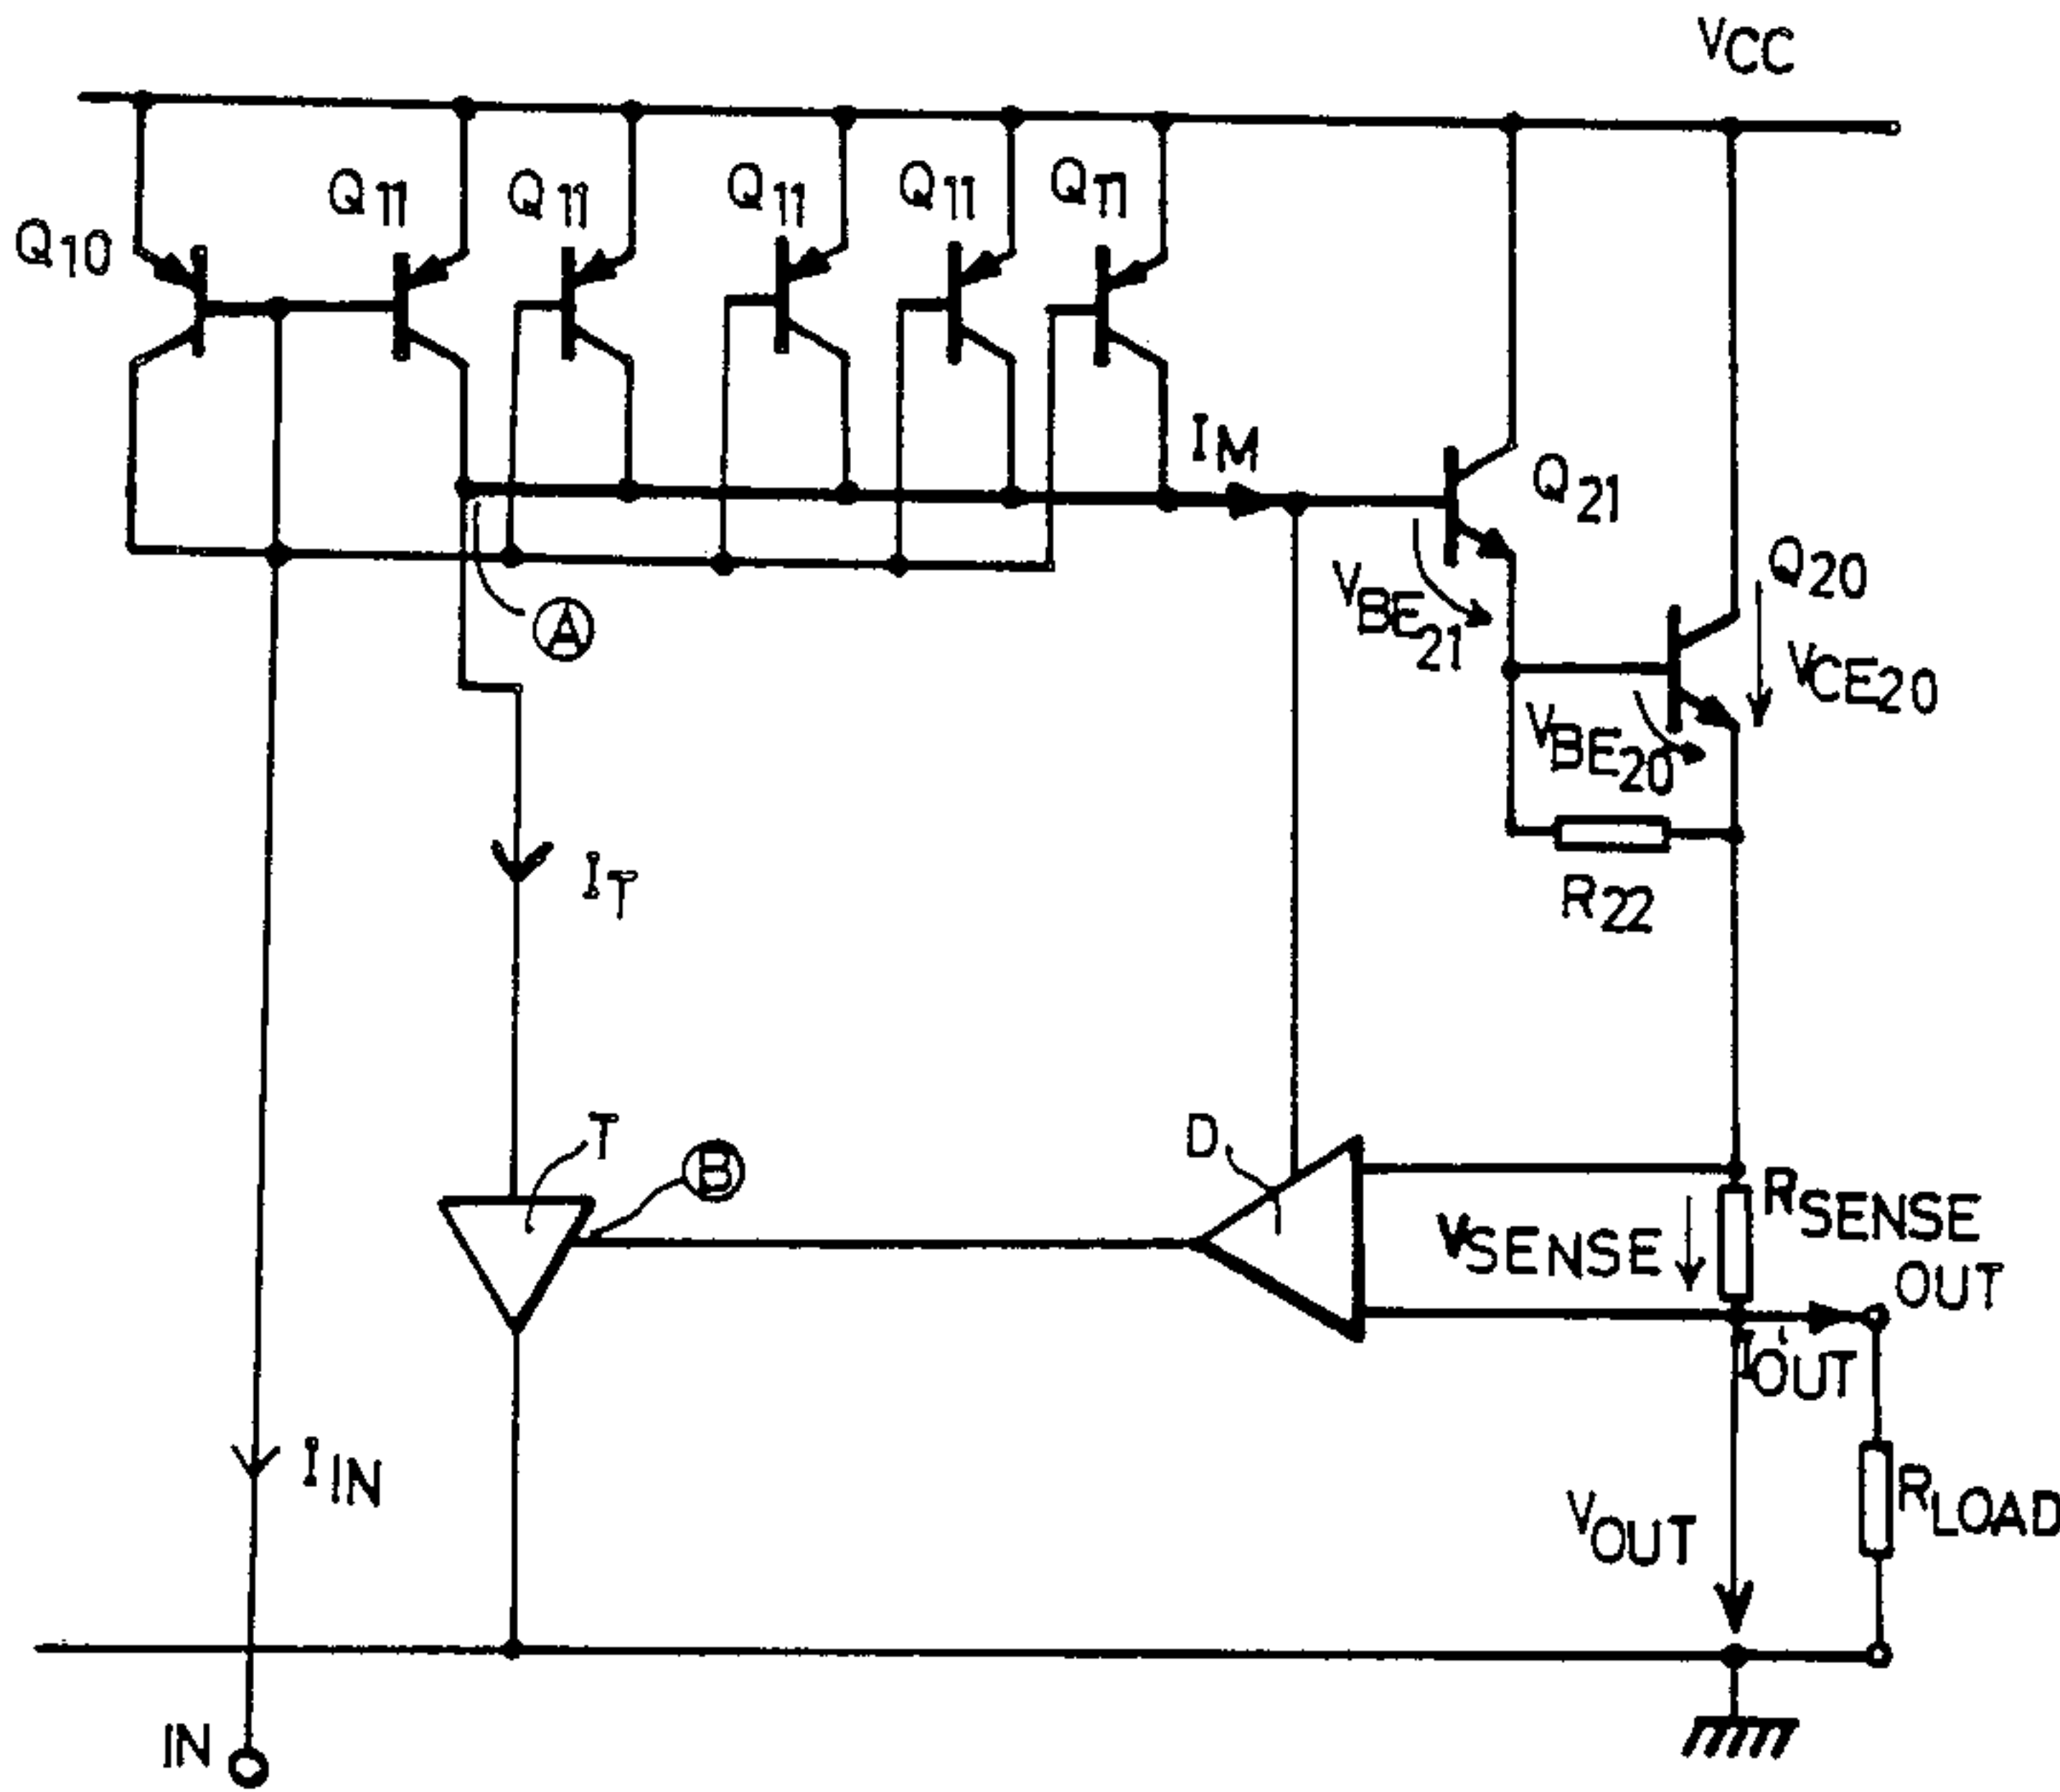 VCC
Q10
Q11
Q11
Q11
Q11
Q11
IM
Q21
VBE21
Q20
VCE20
VBE20
A
IT
R22
T
B
D
VSENSE
RSENSE
OUT
IOUT
IIN
VOUT
RLOAD
IN